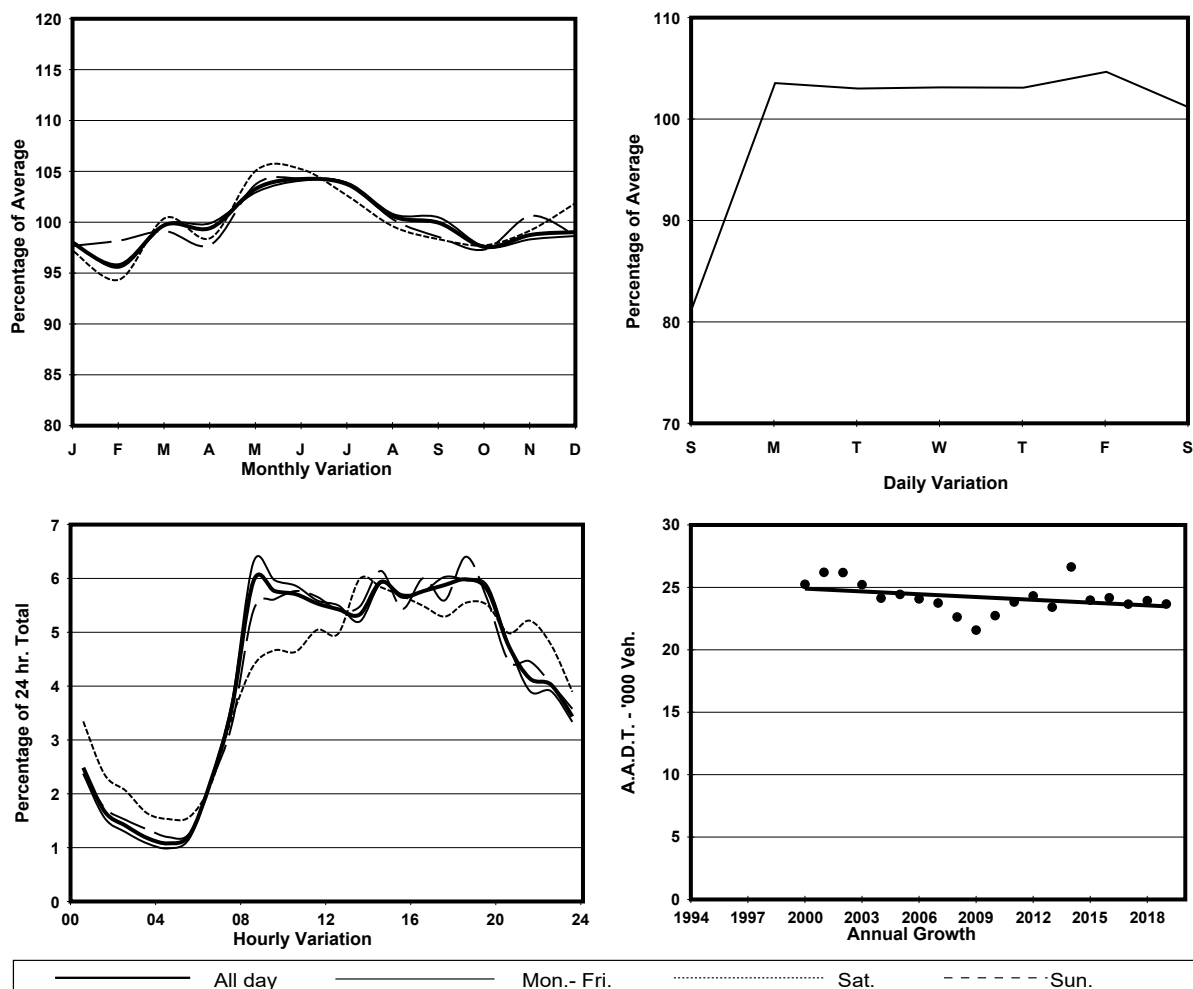 120
115
110
105
100
95
90
85
80
Percentage of Average
J F M A M J J A S O N D
Monthly Variation
110
100
90
80
70
Percentage of Average
S M T W T F S
Daily Variation
7
6
5
4
3
2
1
0
Percentage of 24 hr. Total
00 04 08 12 16 20 24
Hourly Variation
30
25
20
15
10
5
0
A.A.D.T. - '000 Veh.
1994 1997 2000 2003 2006 2009 2012 2015 2018
Annual Growth
All day Mon.- Fri. Sat. Sun.